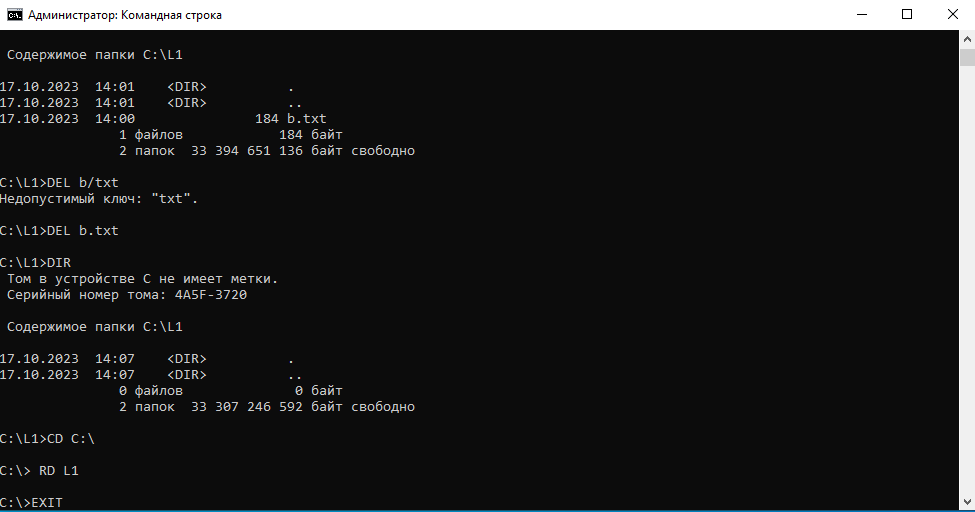 Администратор: Командная строка
Содержимое папки C:\L1
17.10.2023  14:01    <DIR>          .
17.10.2023  14:01    <DIR>          ..
17.10.2023  14:00               184 b.txt
               1 файлов            184 байт
               2 папок  33 394 651 136 байт свободно
C:\L1>DEL b/txt
Недопустимый ключ: "txt".
C:\L1>DEL b.txt
C:\L1>DIR
 Том в устройстве C не имеет метки.
 Серийный номер тома: 4A5F-3720
 Содержимое папки C:\L1
17.10.2023  14:07    <DIR>          .
17.10.2023  14:07    <DIR>          ..
               0 файлов              0 байт
               2 папок  33 307 246 592 байт свободно
C:\L1>CD C:\
C:\> RD L1
C:\>EXIT